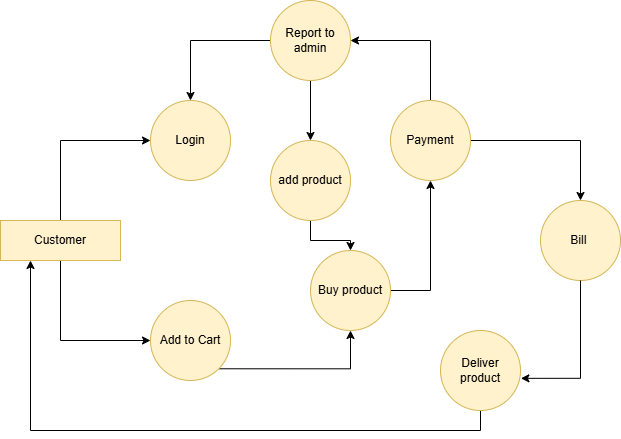 Report to
admin
Login
Payment
add product
Customer
Bill
Buy product
Add to Cart
Deliver
product